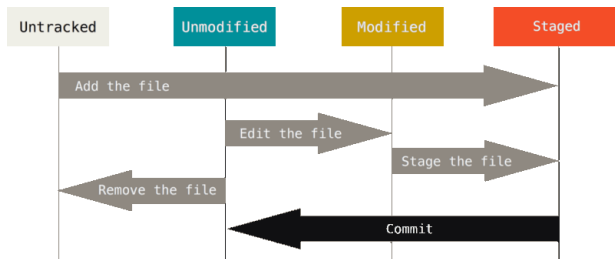 Untracked
Unmodified
Modified
Staged
Add the file
Edit the file
Stage the file
Remove the file
Commit